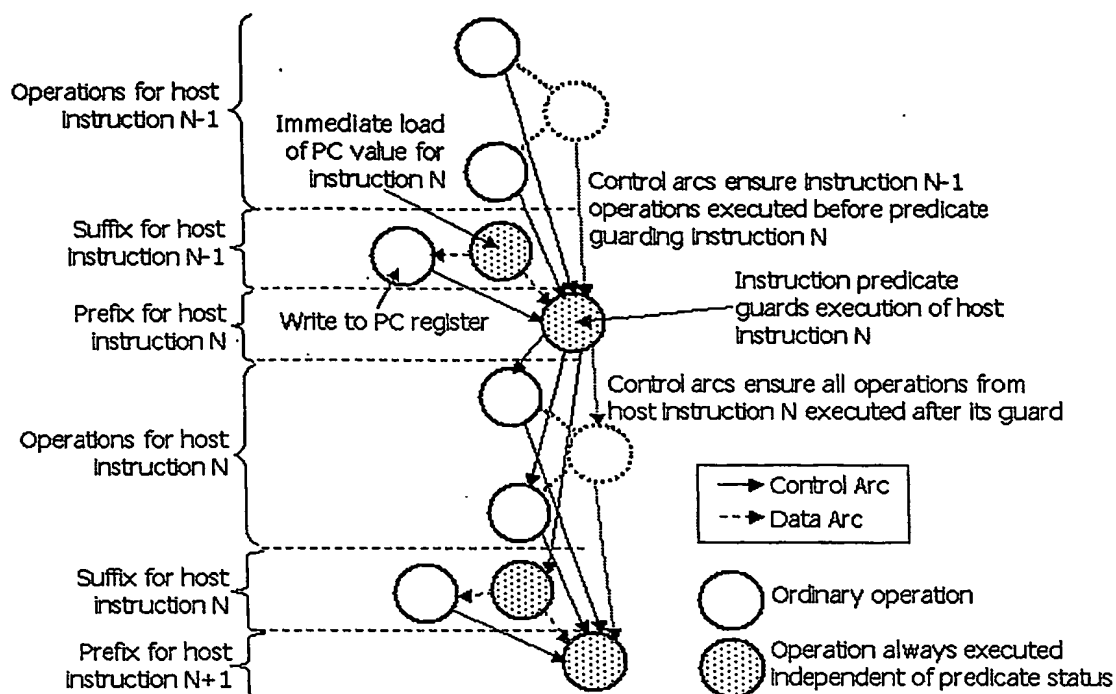 Operations for host
instruction N-1
Immediate load
of PC value for
instruction N
Control arcs ensure instruction N-1
operations executed before predicate
guarding instruction N
Suffix for host
instruction N-1
Prefix for host
instruction N
Write to PC register
Instruction predicate
guards execution of host
instruction N
Control arcs ensure all operations from
host instruction N executed after its guard
Operations for host
instruction N
Control Arc
Data Arc
Suffix for host
instruction N
Ordinary operation
Prefix for host
instruction N+1
Operation always executed
independent of predicate status